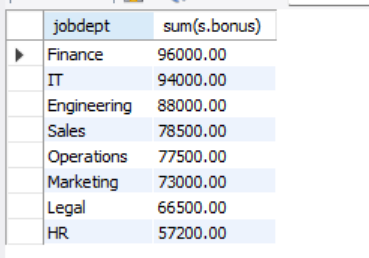 jobdept sum(s.bonus)
Finance 96000.00
IT 94000.00
Engineering 88000.00
Sales 78500.00
Operations 77500.00
Marketing 73000.00
Legal 66500.00
HR 57200.00